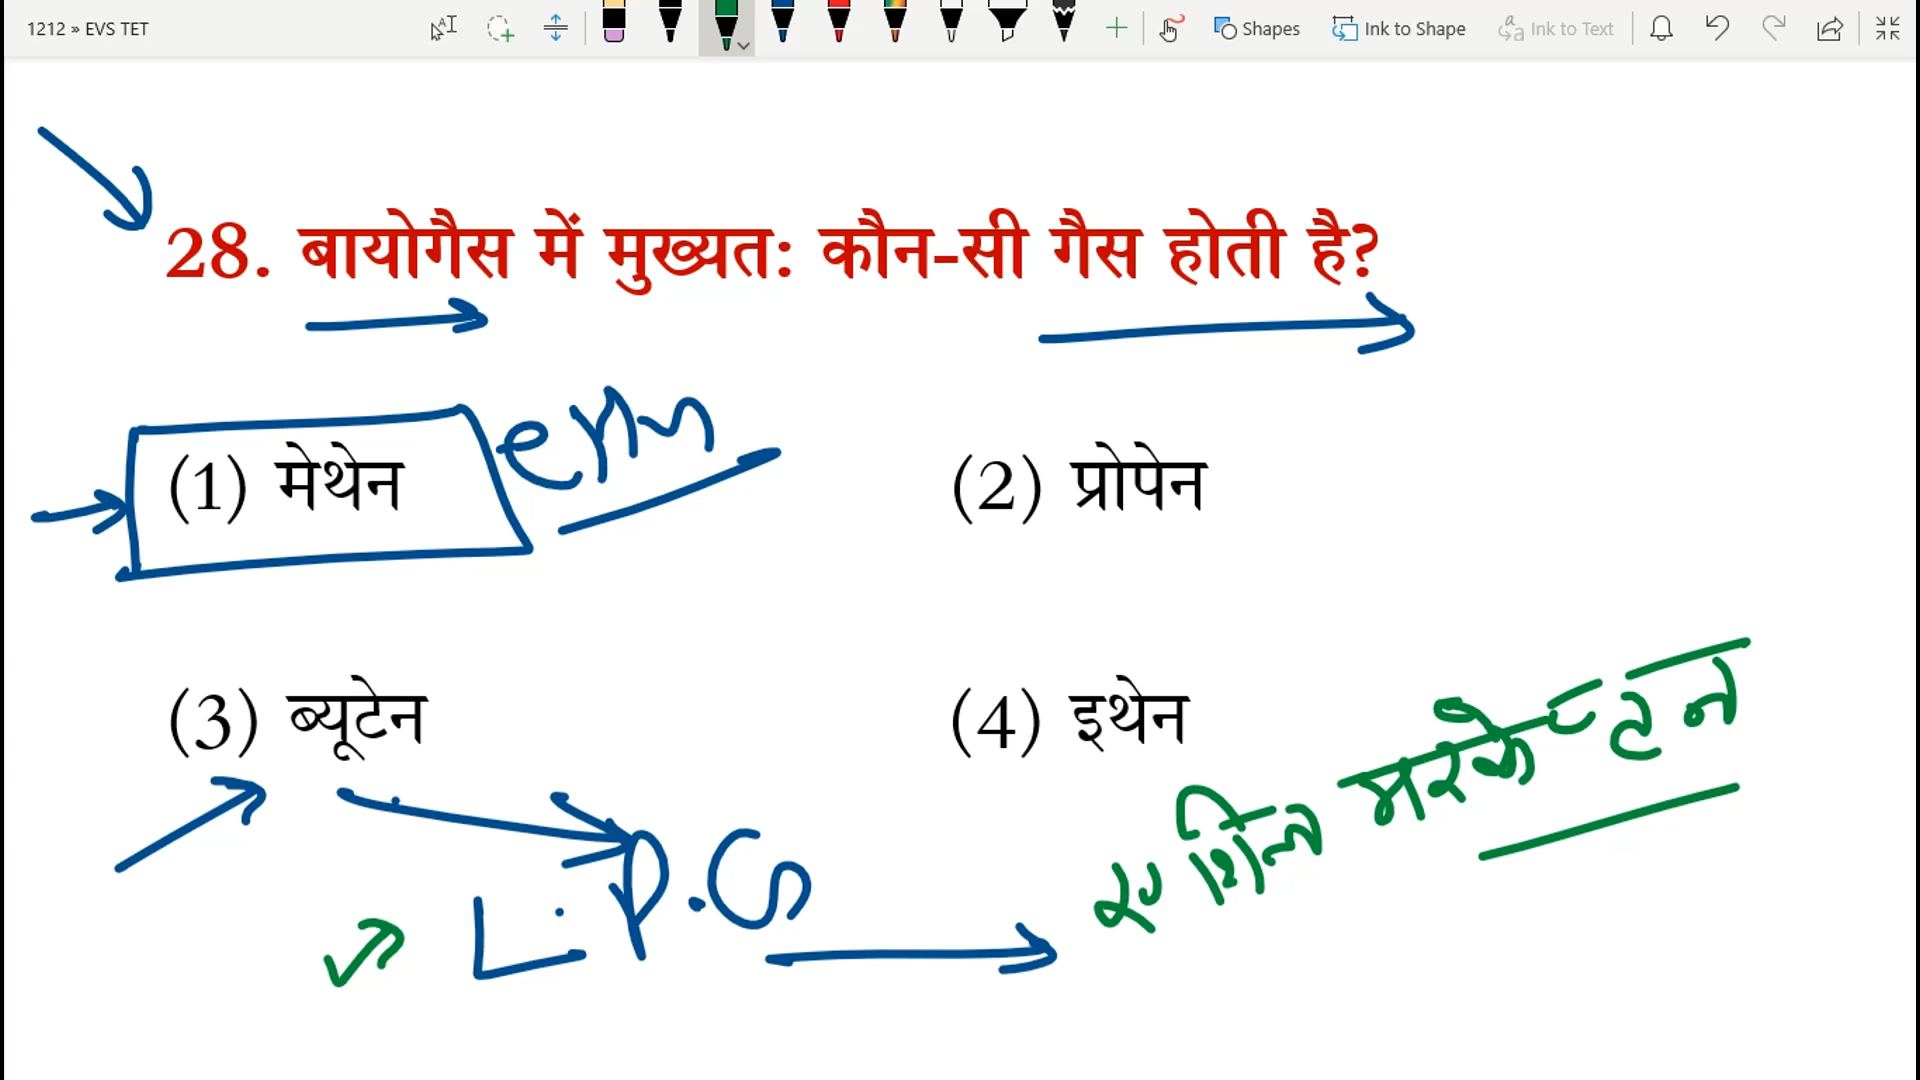 1212 » EVS TET
Shapes
Ink to Shape
Ink to Text
28. बायोगैस में मुख्यत: कौन-सी गैस होती है?
(1) मेथेन
(2) प्रोपेन
(3) ब्यूटेन
(4) इथेन
L.P.G